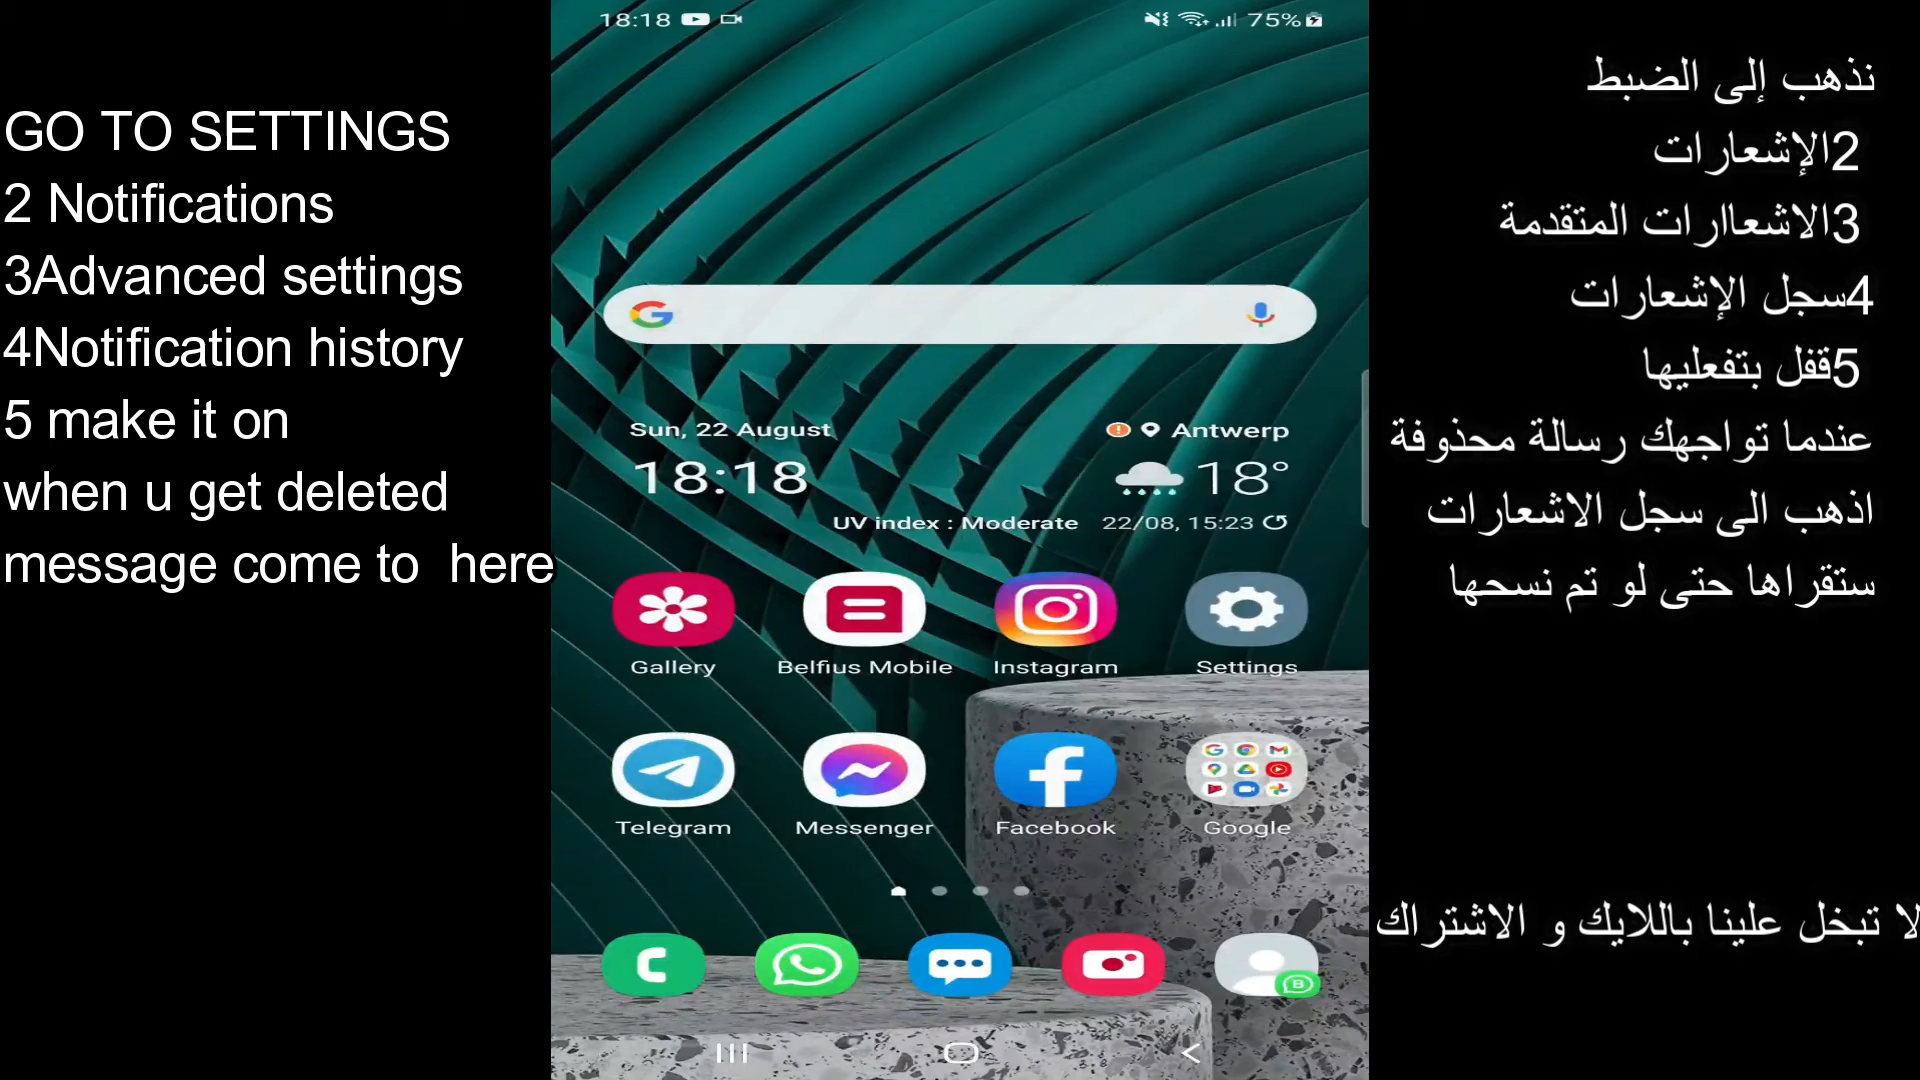 GO TO SETTINGS
2 Notifications
3Advanced settings
4Notification history
5 make it on
when u get deleted
message come to  here
18:18
75%
Sun, 22 August
Antwerp
18:18
18°
UV index : Moderate
22/08, 15:23
Gallery
Belfius Mobile
Instagram
Settings
Telegram
Messenger
Facebook
Google
نذهب إلى الضبط
2الإشعارات
3الاشعاارات المتقدمة
4سجل الإشعارات
5قفل بتفعليها
عندما تواجهك رسالة محذوفة
اذهب الى سجل الاشعارات
ستقراها حتى لو تم نسحها
لا تبخل علينا باللايك و الاشتراك